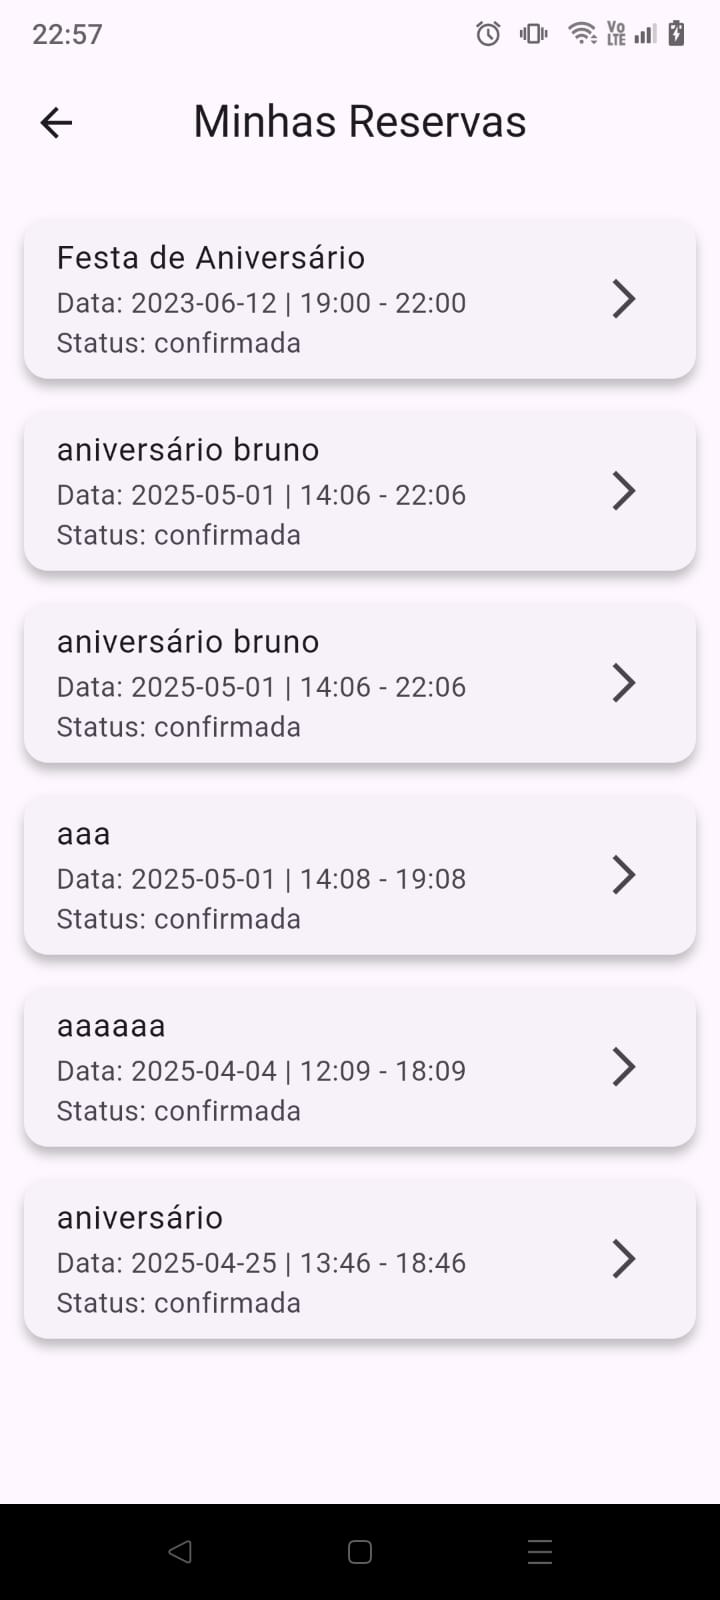 22:57
Vo
LTE
Minhas Reservas
Festa de Aniversário
Data: 2023-06-12 | 19:00 - 22:00
Status: confirmada
aniversário bruno
Data: 2025-05-01 | 14:06 - 22:06
Status: confirmada
aniversário bruno
Data: 2025-05-01 | 14:06 - 22:06
Status: confirmada
aaa
Data: 2025-05-01 | 14:08 - 19:08
Status: confirmada
aaaaaa
Data: 2025-04-04 | 12:09 - 18:09
Status: confirmada
aniversário
Data: 2025-04-25 | 13:46 - 18:46
Status: confirmada